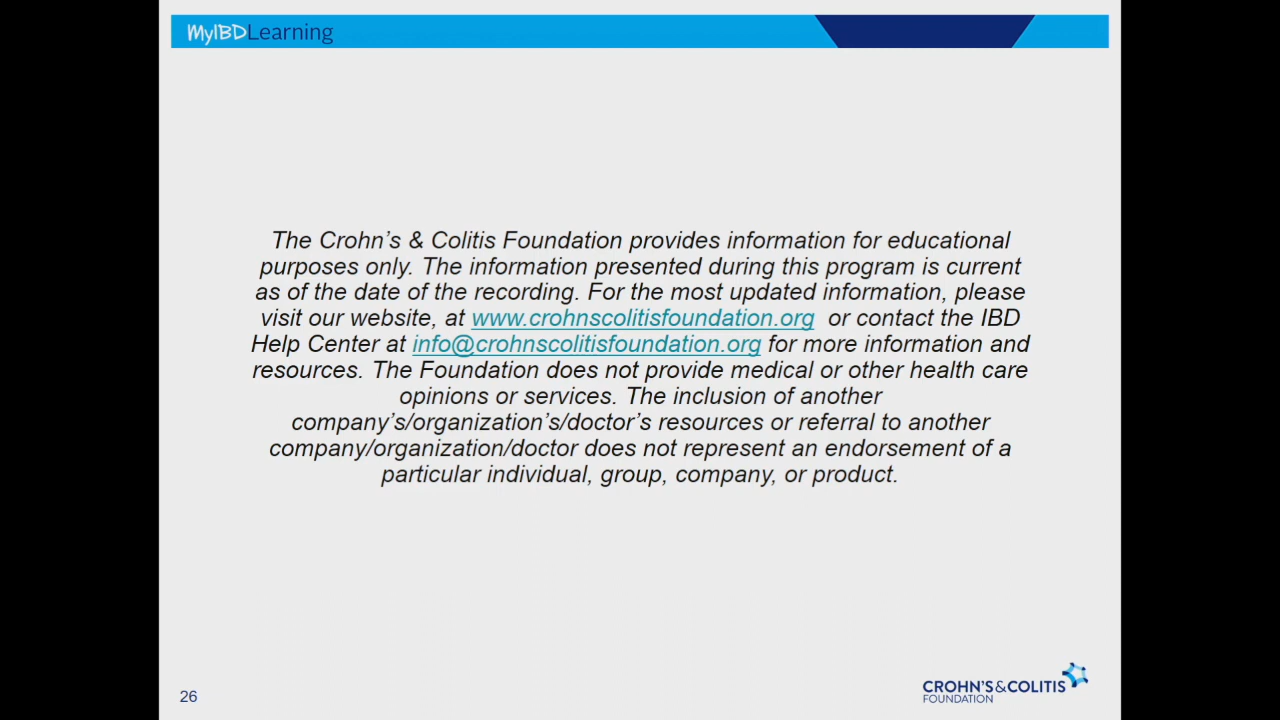 MyIBDLearning
The Crohn’s & Colitis Foundation provides information for educational
purposes only. The information presented during this program is current
as of the date of the recording. For the most updated information, please
visit our website, at www.crohnscolitisfoundation.org or contact the IBD
Help Center at info@crohnscolitisfoundation.org for more information and
resources. The Foundation does not provide medical or other health care
opinions or services. The inclusion of another
company’s/organization’s/doctor’s resources or referral to another
company/organization/doctor does not represent an endorsement of a
particular individual, group, company, or product.
26
CROHN’S&COLITIS
FOUNDATION